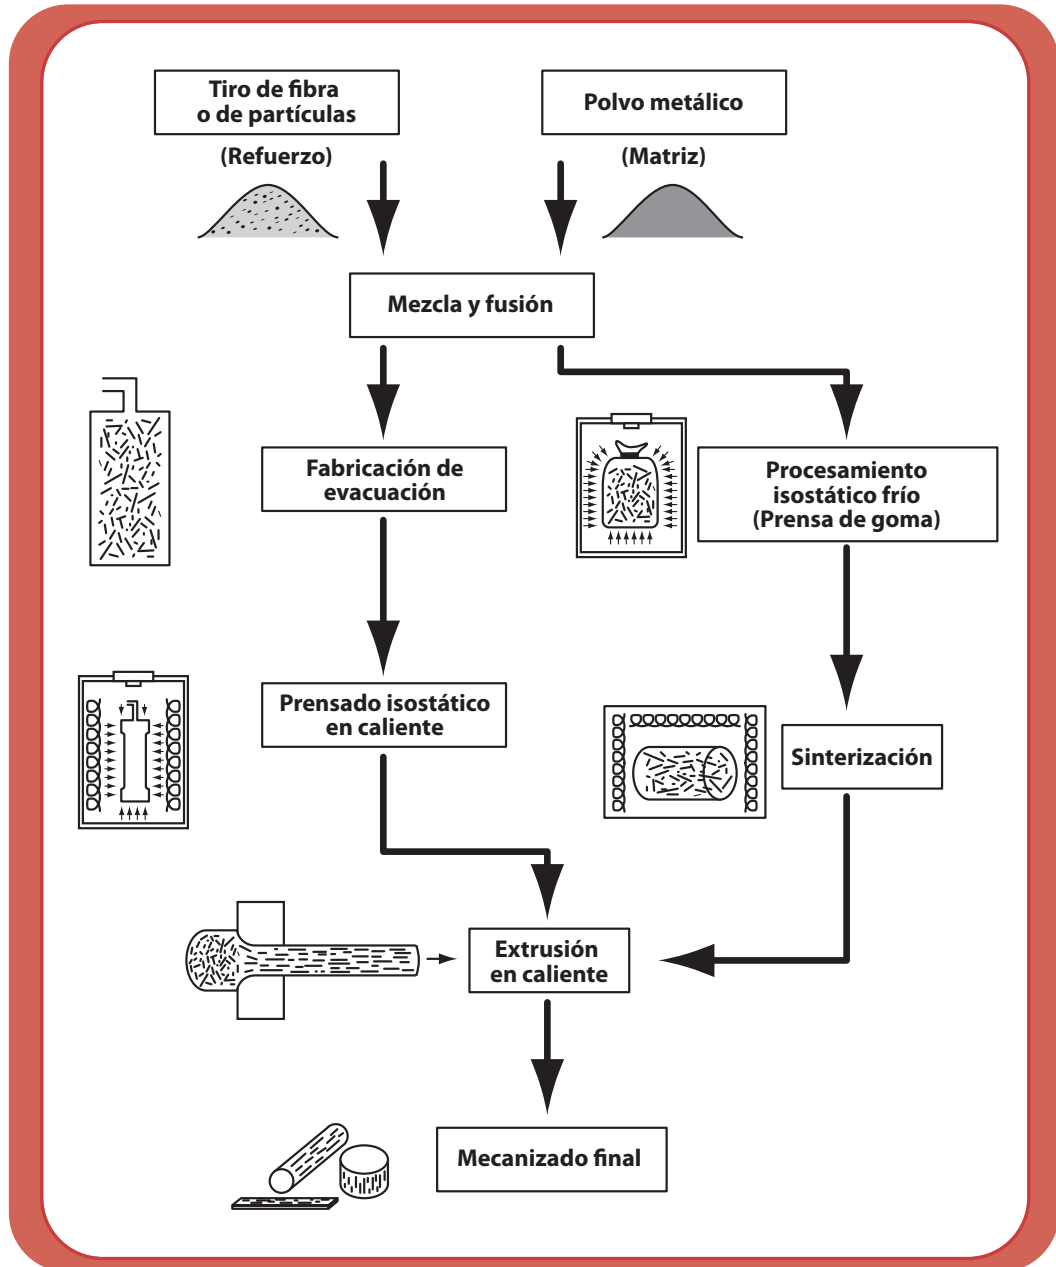 Tiro de fibra
o de partículas
Polvo metálico
(Refuerzo)
(Matriz)
Mezcla y fusión
Fabricación de
evacuación
Procesamiento
isostático frío
(Prensa de goma)
Prensado isostático
en caliente
Sinterización
Extrusión
en caliente
Mecanizado final